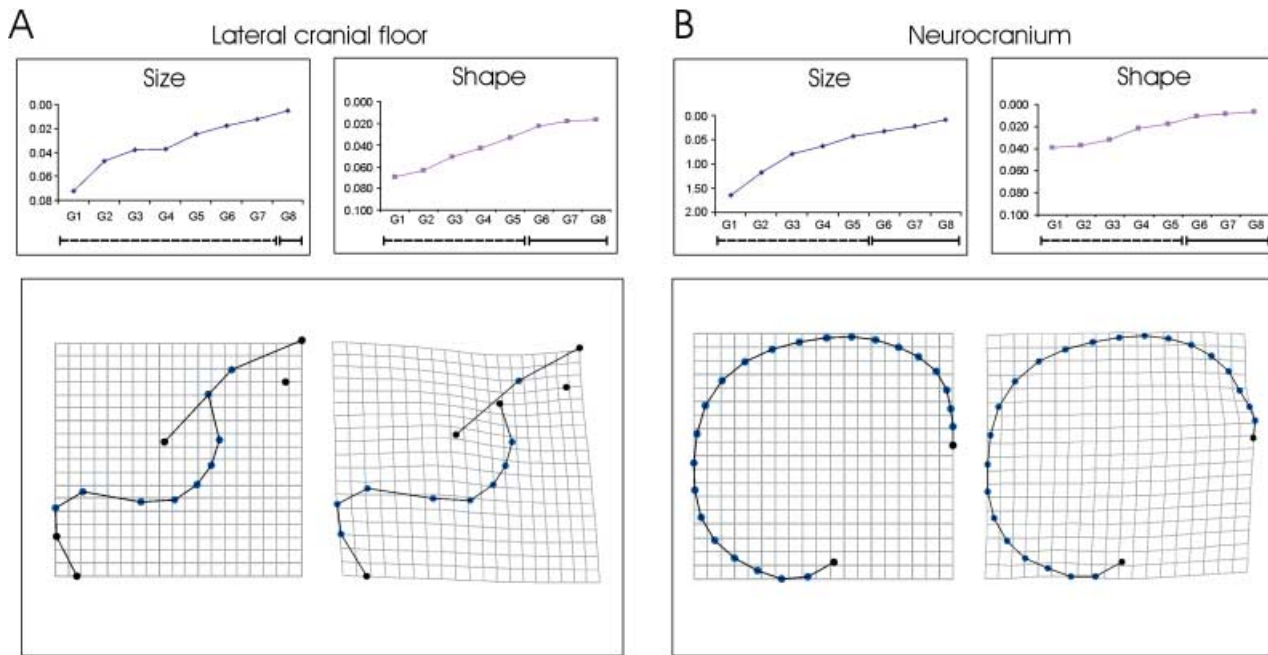 A
Lateral cranial floor
Size
0.00
0.02
0.04
0.06
0.08
G1 G2 G3 G4 G5 G6 G7 G8
Shape
0.000
0.020
0.040
0.060
0.080
0.100
G1 G2 G3 G4 G5 G6 G7 G8
B
Neurocranium
Size
0.00
0.05
1.00
1.50
2.00
G1 G2 G3 G4 G5 G6 G7 G8
Shape
0.000
0.020
0.040
0.060
0.080
0.100
G1 G2 G3 G4 G5 G6 G7 G8